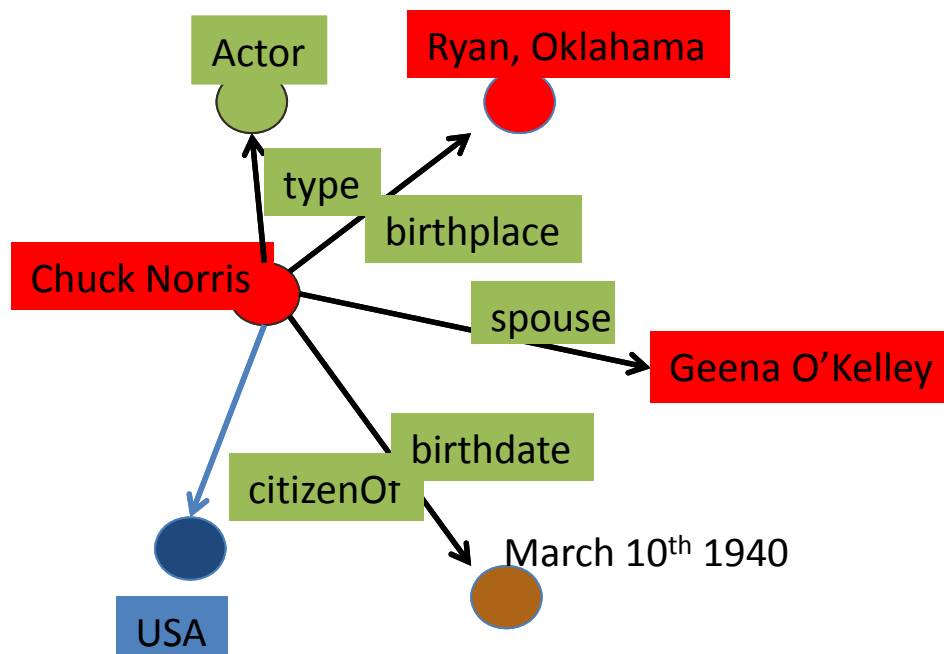 Actor
Ryan, Oklahama
type
birthplace
Chuck Norris
spouse
Geena O’Kelley
birthdate
citizenOf
March 10th 1940
USA